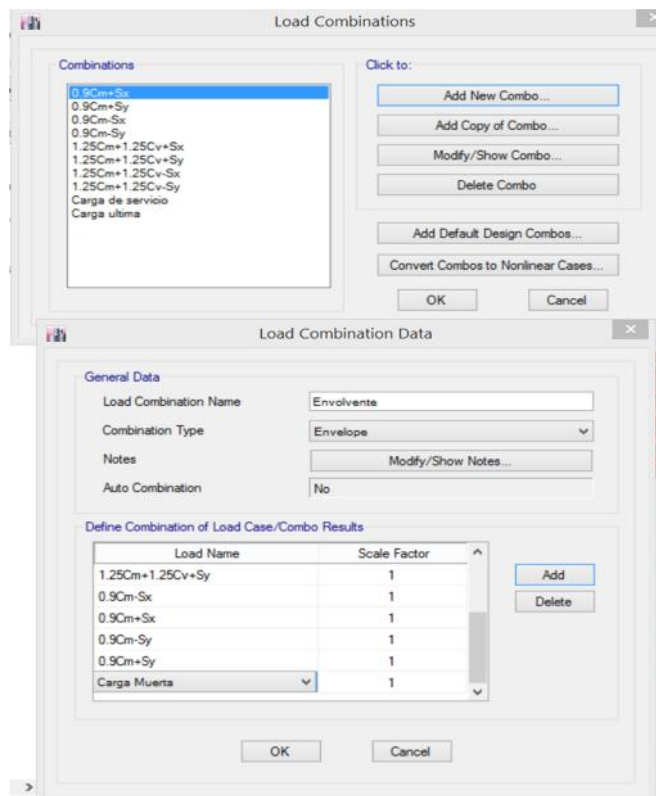 Load Combinations
Combinations
0.9Cm+Sx
0.9Cm+Sy
0.9Cm-Sx
0.9Cm-Sy
1.25Cm+1.25Cv+Sx
1.25Cm+1.25Cv+Sy
1.25Cm+1.25Cv-Sx
1.25Cm+1.25Cv-Sy
Carga de servicio
Carga ultima
Click to:
Add New Combo...
Add Copy of Combo...
Modify/Show Combo...
Delete Combo
Add Default Design Combos...
Convert Combos to Nonlinear Cases...
OK Cancel
Load Combination Data
General Data
Load Combination Name Envolvente
Combination Type Envelope
Notes Modify/Show Notes...
Auto Combination No
Define Combination of Load Case/Combo Results
Load Name Scale Factor
1.25Cm+1.25Cv+Sy 1
0.9Cm-Sx 1
0.9Cm+Sx 1
0.9Cm-Sy 1
0.9Cm+Sy 1
Carga Muerta 1
Add
Delete
OK Cancel